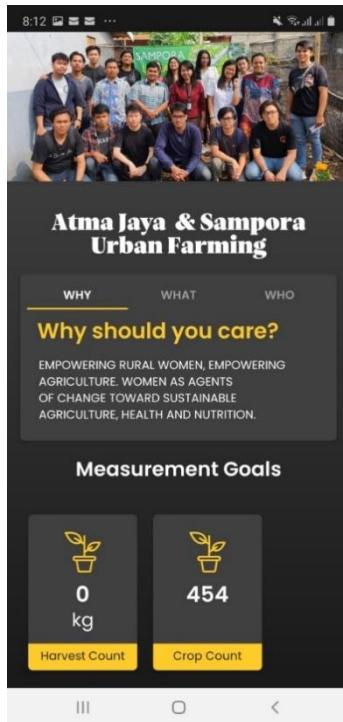 8:12
SAMPORA
Atma Jaya & Sampora
Urban Farming
WHY WHAT WHO
Why should you care?
EMPOWERING RURAL WOMEN, EMPOWERING
AGRICULTURE. WOMEN AS AGENTS
OF CHANGE TOWARD SUSTAINABLE
AGRICULTURE, HEALTH AND NUTRITION.
Measurement Goals
0
kg
Harvest Count
454
Crop Count